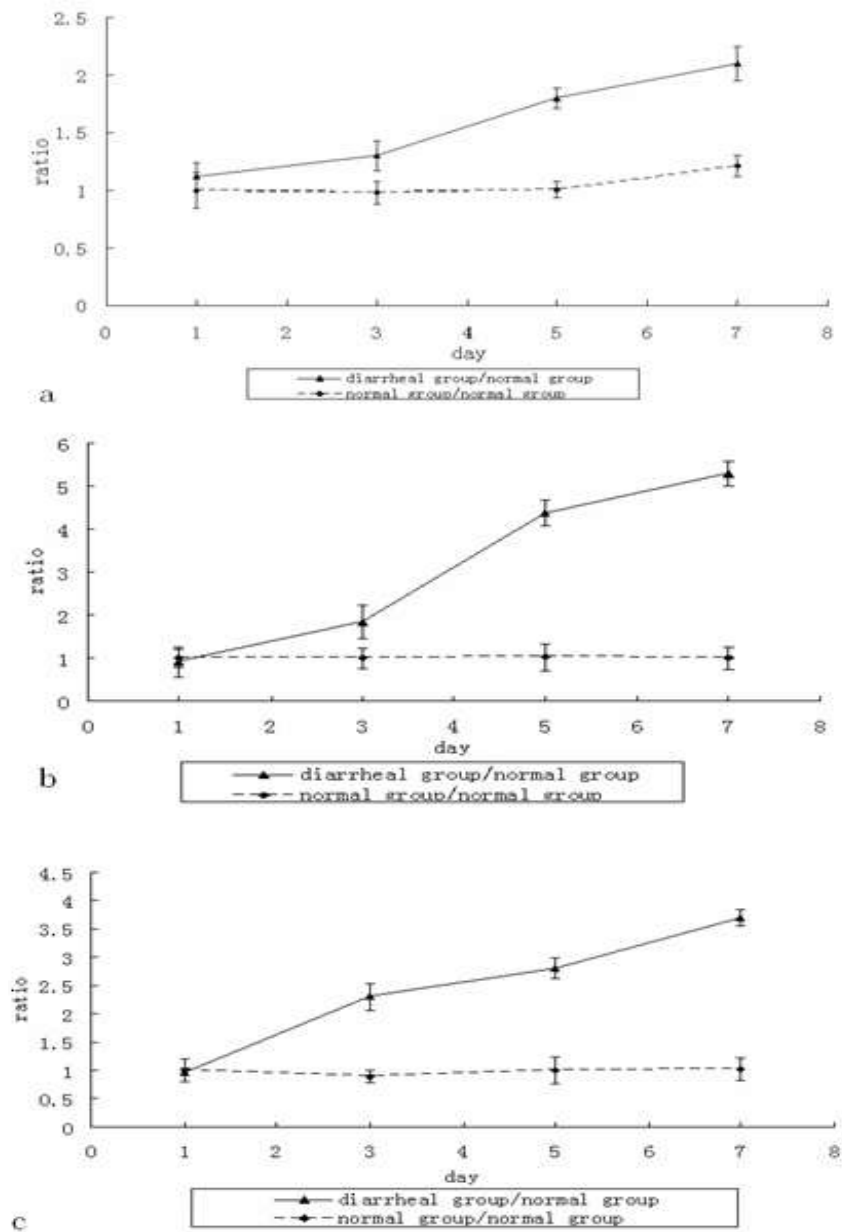 2.5
2
1.5
1
0.5
0
ratio
0 1 2 3 4 5 6 7 8
day
diarrheal group/normal group
normal group/normal group
a
6
5
4
3
2
1
0
ratio
0 1 2 3 4 5 6 7 8
day
diarrheal group/normal group
normal group/normal group
b
4.5
4
3.5
3
2.5
2
1.5
1
0.5
0
ratio
0 1 2 3 4 5 6 7 8
day
diarrheal group/normal group
normal group/normal group
c